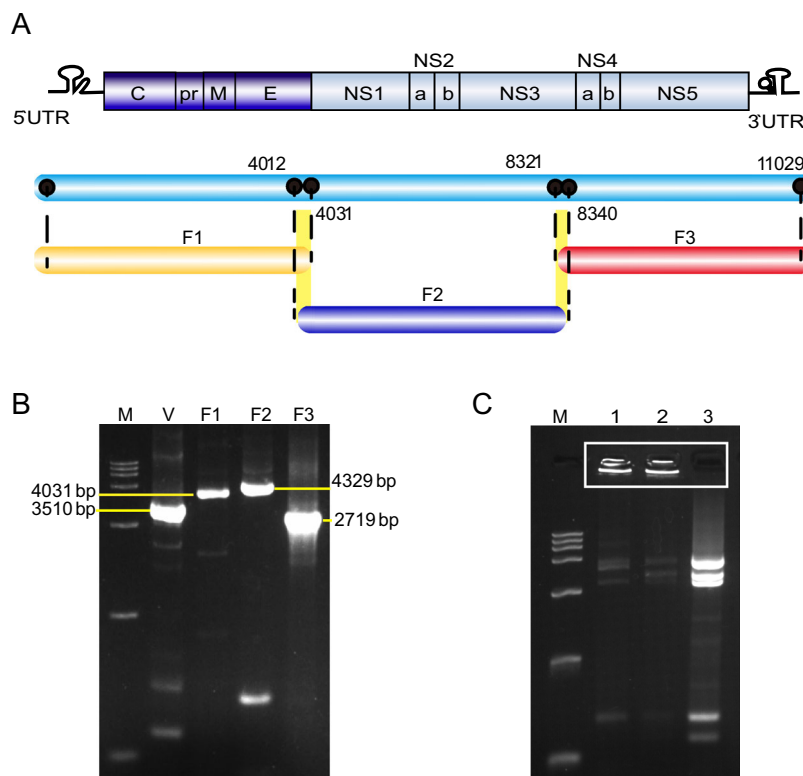 A
NS2 NS4
C pr M E NS1 a b NS3 a b NS5
5'UTR 3'UTR
4012 8321 11029
4031 8340
F1 F3
F2
B C
M V F1 F2 F3
M 1 2 3
4031 bp 4329 bp
3510 bp 2719 bp